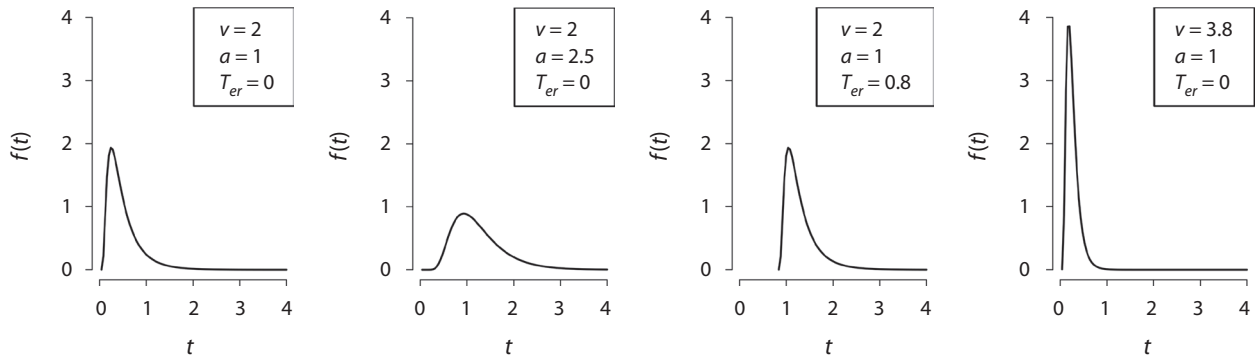 4
3
2
1
0
f(t)
0 1 2 3 4
t
v = 2
a = 1
T_er = 0
4
3
2
1
0
f(t)
0 1 2 3 4
t
v = 2
a = 2.5
T_er = 0
4
3
2
1
0
f(t)
0 1 2 3 4
t
v = 2
a = 1
T_er = 0.8
4
3
2
1
0
f(t)
0 1 2 3 4
t
v = 3.8
a = 1
T_er = 0